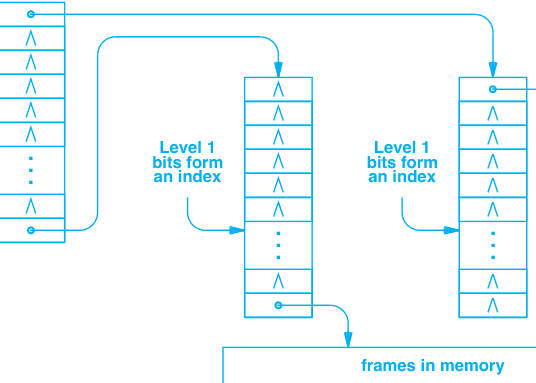 Level 1
bits form
an index
Level 1
bits form
an index
frames in memory